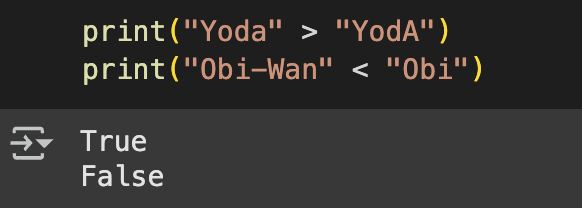 print("Yoda" > "YodA")
print("Obi-Wan" < "Obi")
True
False